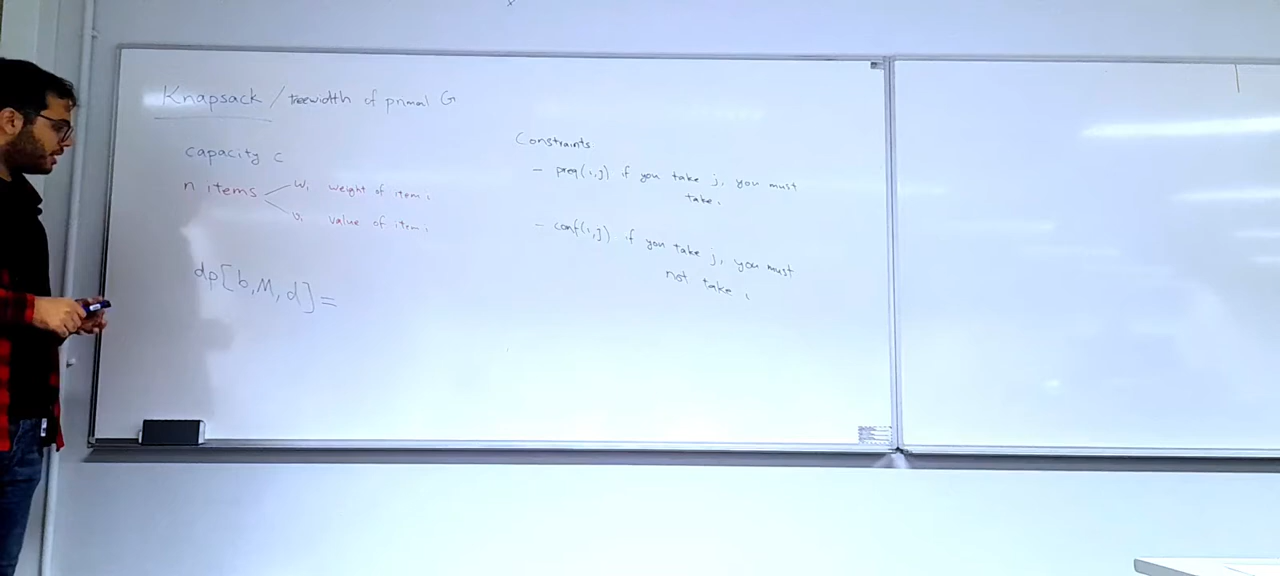 Knapsack / treewidth of primal G
capacity c
n items
wi weight of item i
vi value of item i
dp[b, M, d] =
Constraints
- preq(i,j) if you take j, you must
take i
- conf(i,j) if you take j, you must
not take i